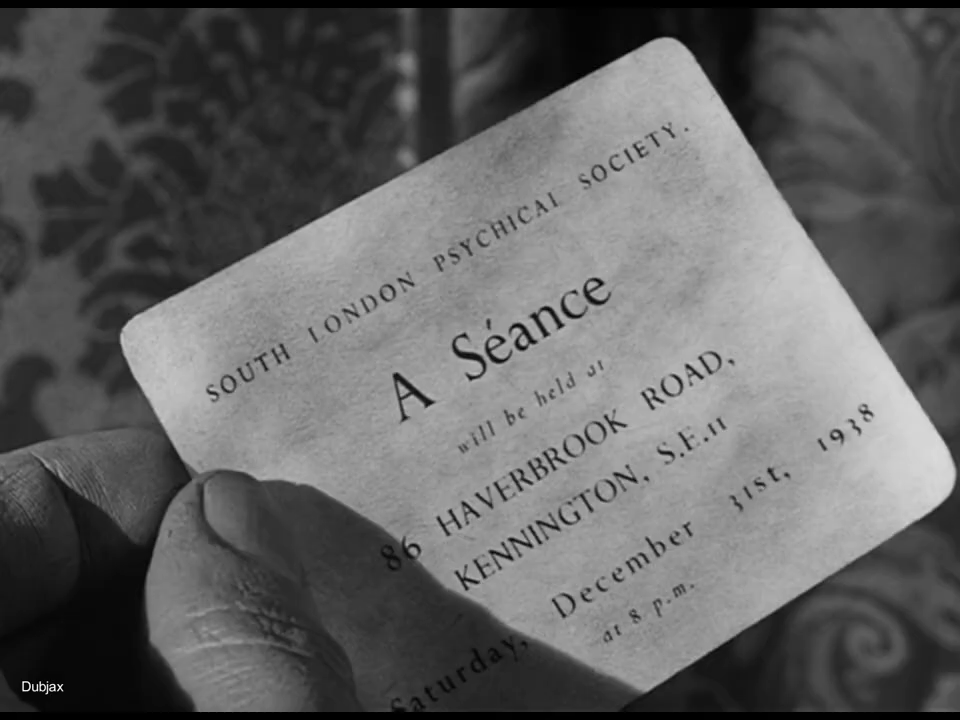 SOUTH LONDON PSYCHICAL SOCIETY.
A Séance
will be held at
86 HAVERBROOK ROAD,
KENNINGTON, S.E.11
Saturday, December 31st, 1938
at 8 p.m.
Dubjax